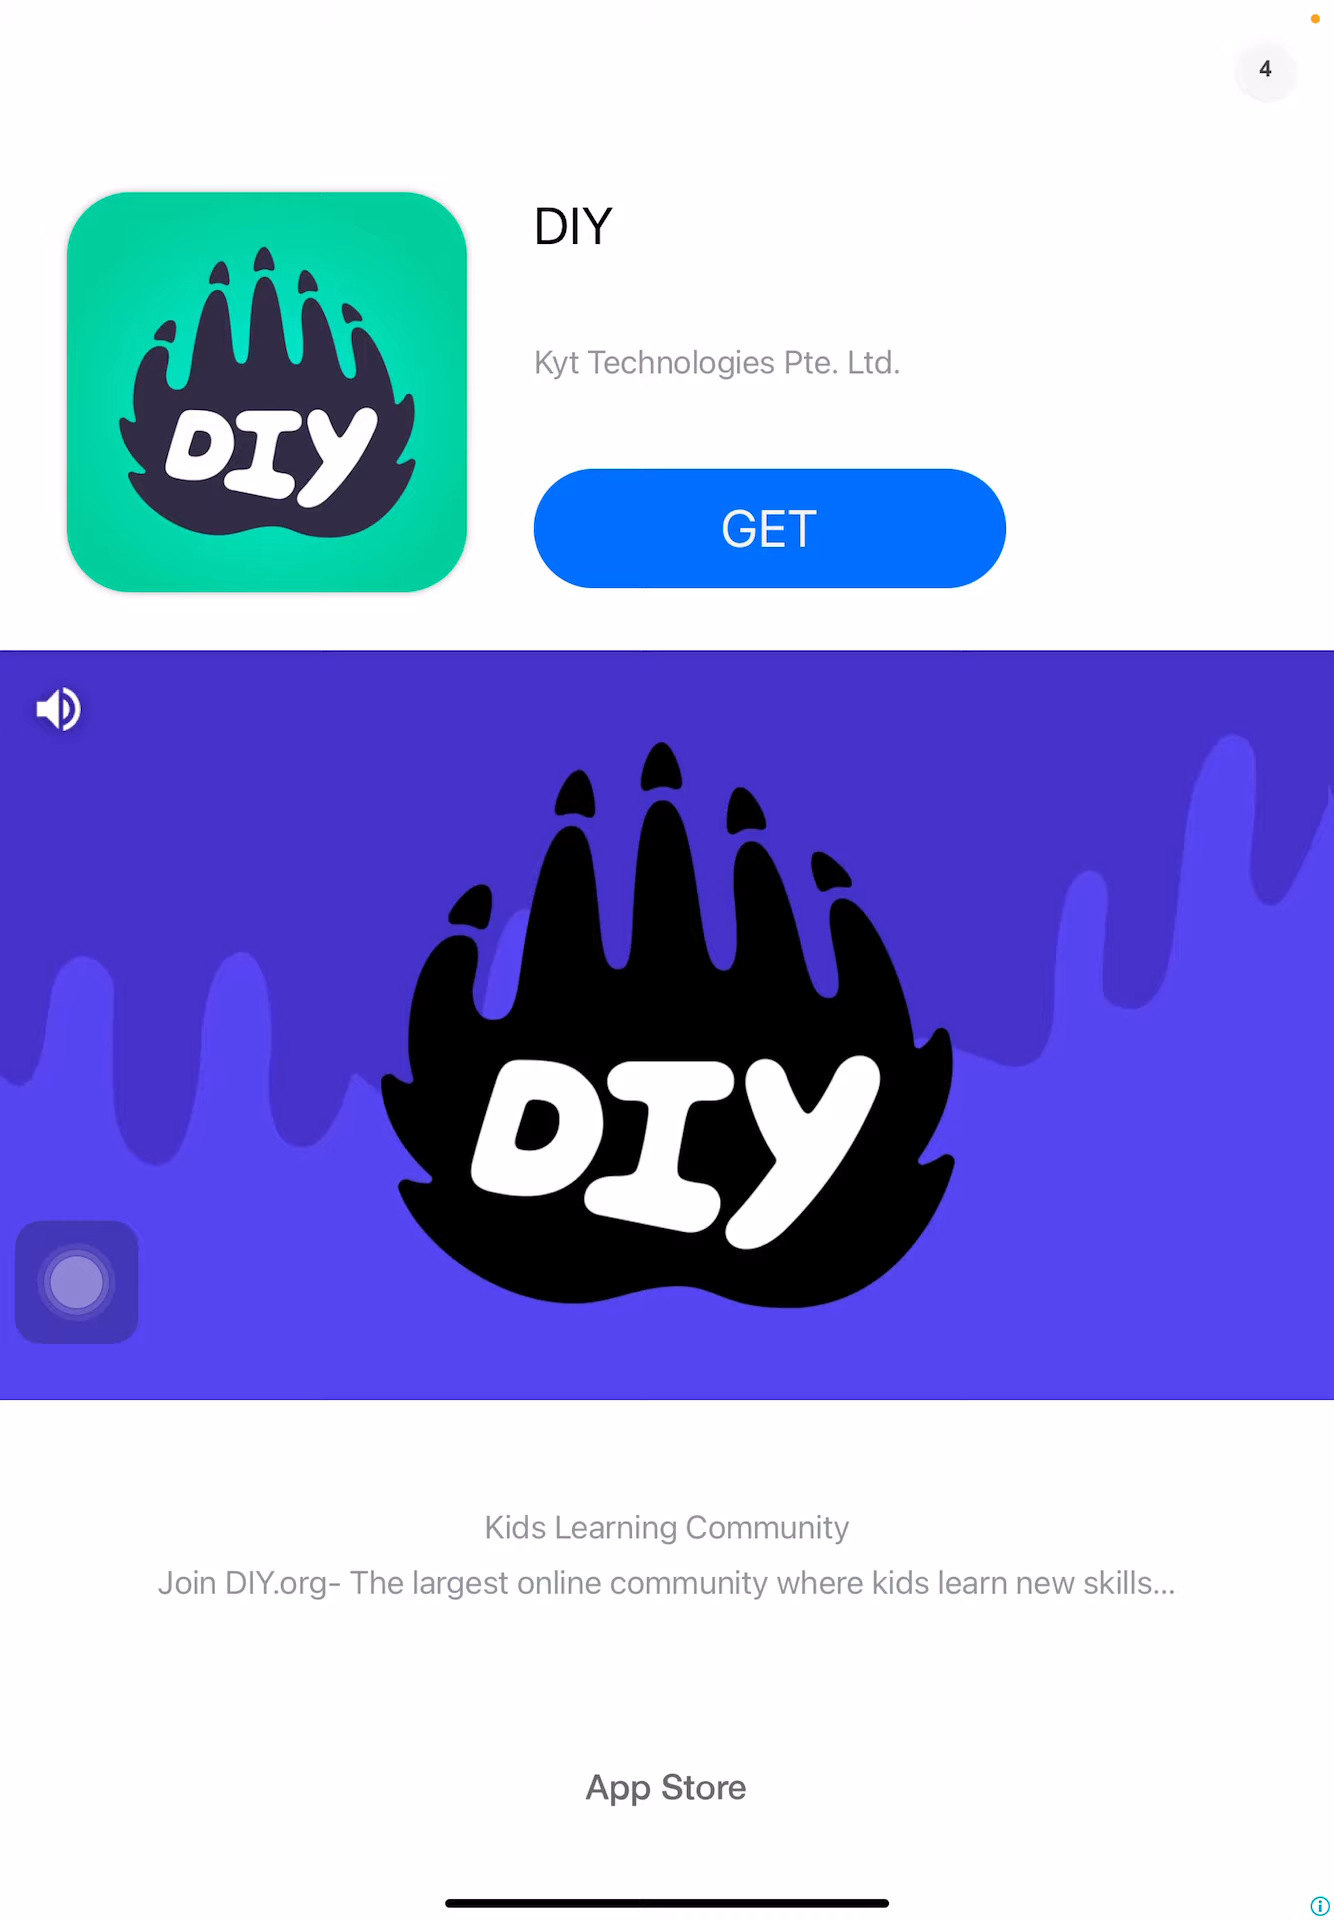 4
DIY
Kyt Technologies Pte. Ltd.
DIY
GET
DIY
Kids Learning Community
Join DIY.org- The largest online community where kids learn new skills...
App Store